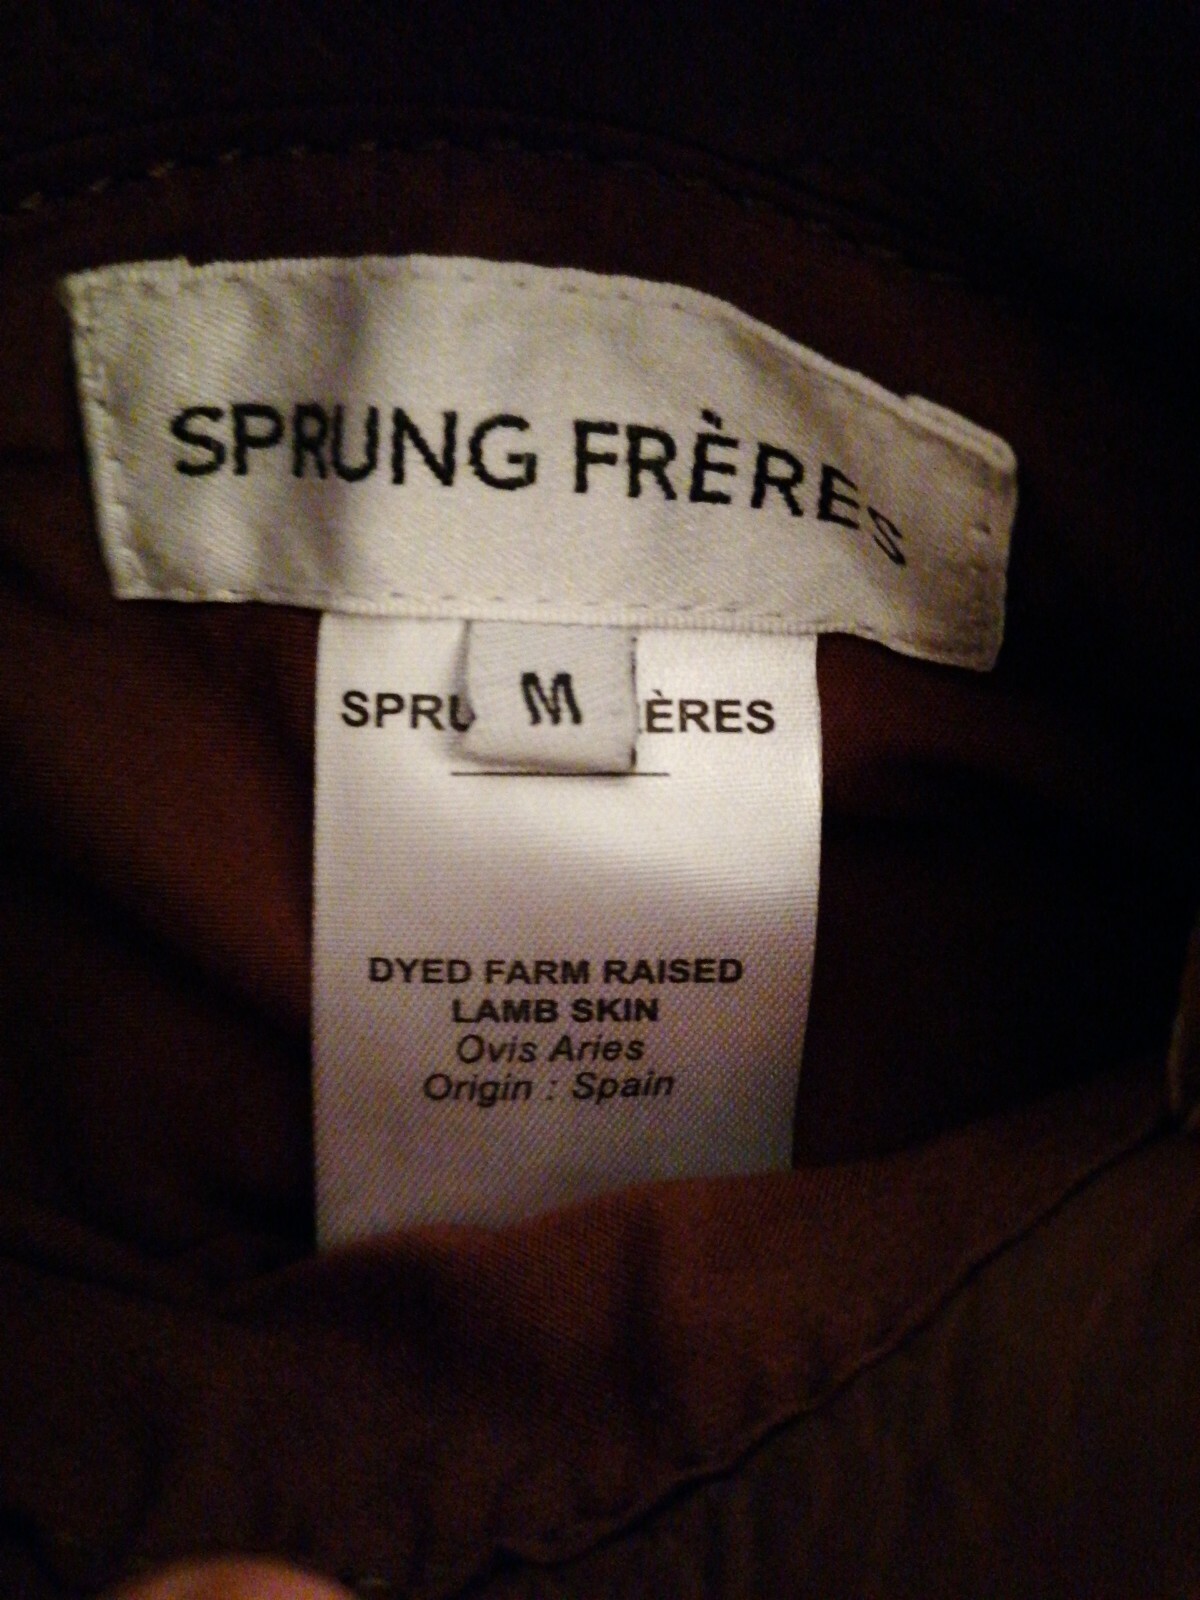 SPRUNG FRÈRES
M
SPRU ÈRES
DYED FARM RAISED
LAMB SKIN
Ovis Aries
Origin : Spain